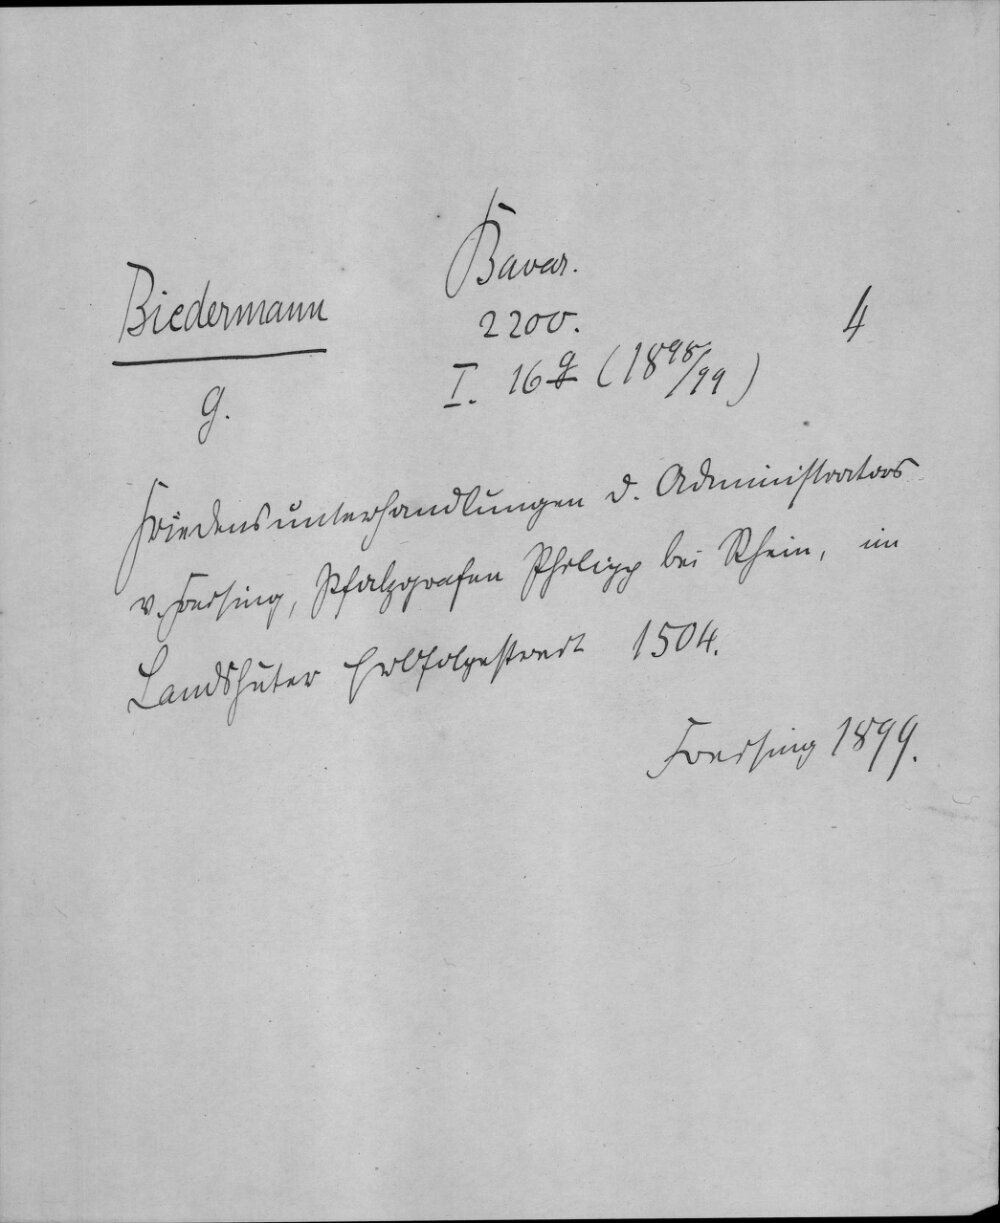 Bavar.
Biedermann
2200.
4
I. 16 g (1898/99)
G.
Friedensunterhandlungen d. Administrators
v. Freising, Pfalzgrafen Philipp bei Rhein, im
Landshuter Erbfolgestreit 1504.
Freising 1899.